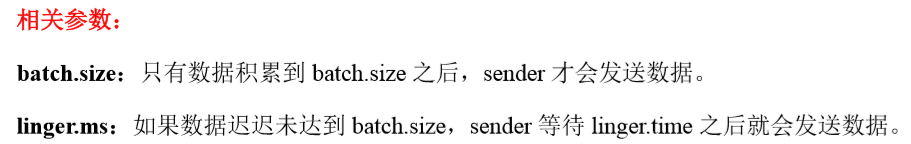 相关参数：
batch.size：只有数据积累到 batch.size 之后，sender 才会发送数据。
linger.ms：如果数据迟迟未达到 batch.size，sender 等待 linger.time 之后就会发送数据。